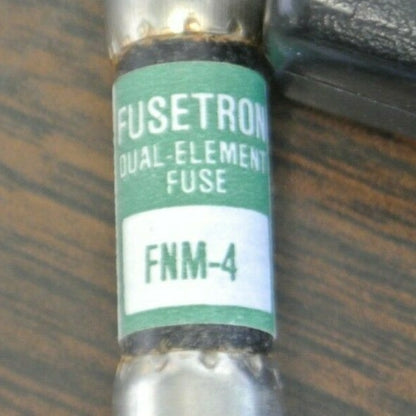 FUSETRON
DUAL-ELEMENT
FUSE
FNM-4